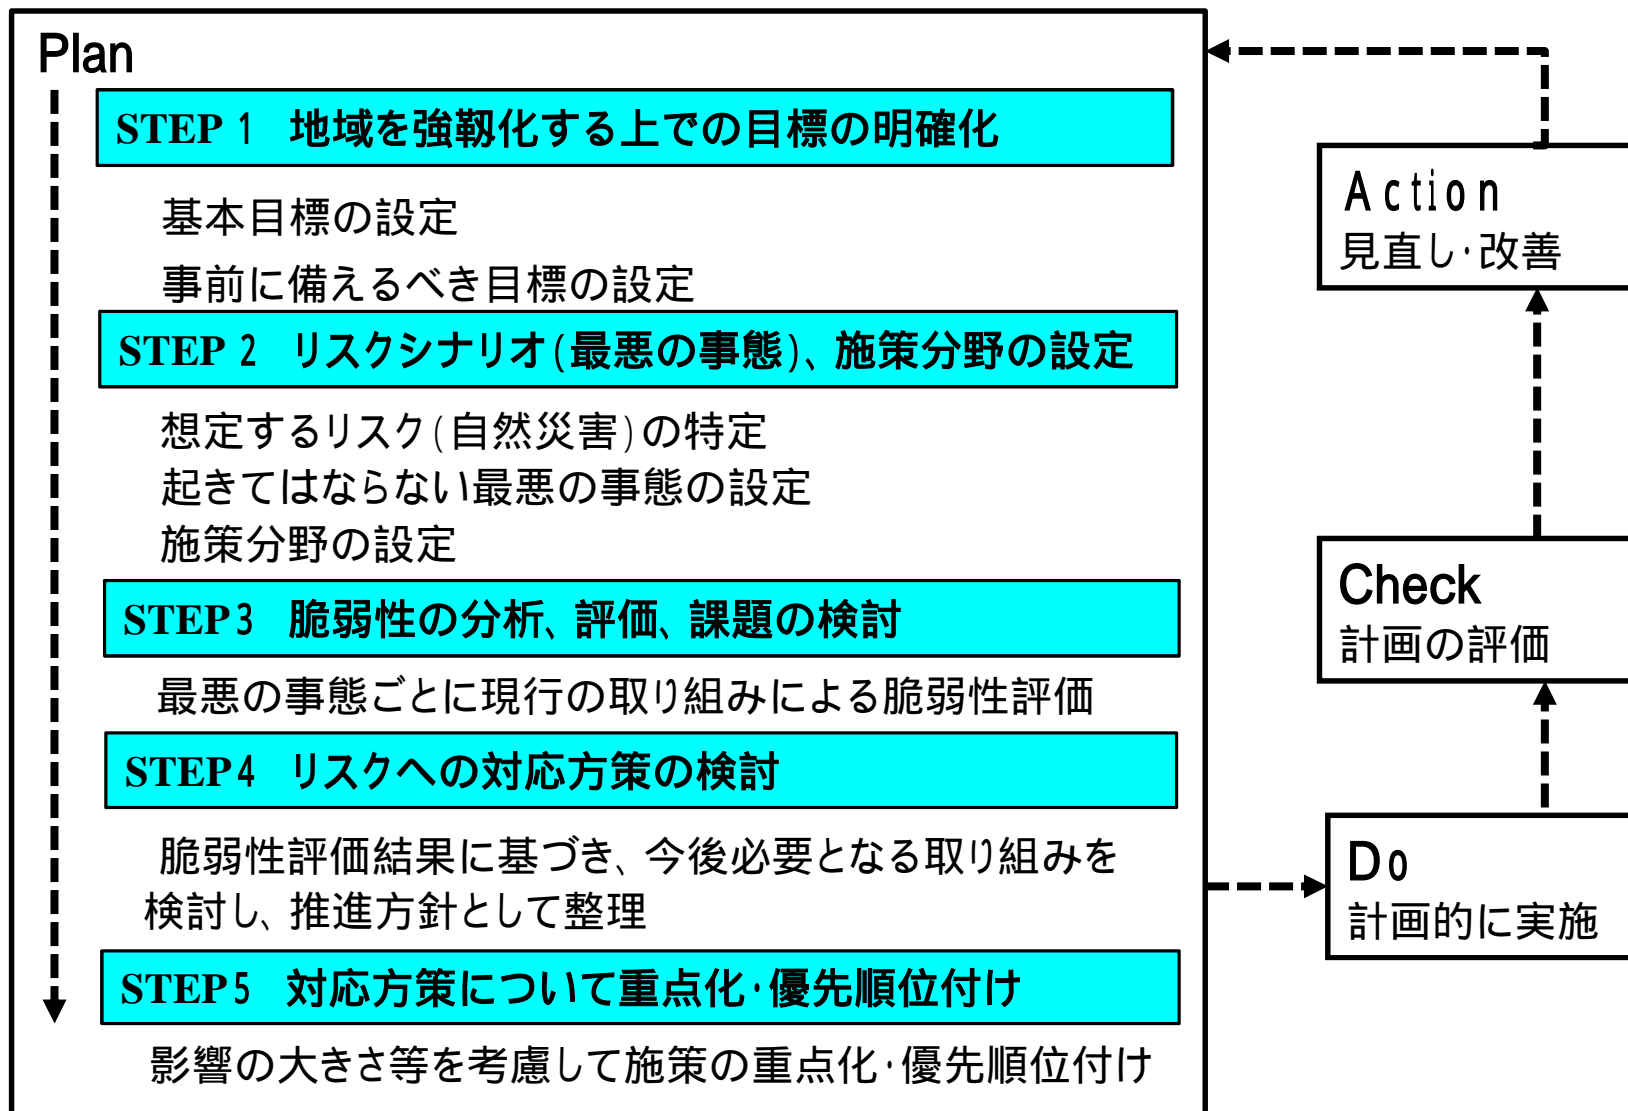 Plan
STEP 1 地域を強靱化する上での目標の明確化
基本目標の設定
事前に備えるべき目標の設定
STEP 2 リスクシナリオ(最悪の事態)、施策分野の設定
想定するリスク(自然災害)の特定
起きてはならない最悪の事態の設定
施策分野の設定
STEP3 脆弱性の分析、評価、課題の検討
最悪の事態ごとに現行の取り組みによる脆弱性評価
STEP4 リスクへの対応方策の検討
脆弱性評価結果に基づき、今後必要となる取り組みを
検討し、推進方針として整理
STEP5 対応方策について重点化・優先順位付け
影響の大きさ等を考慮して施策の重点化・優先順位付け
Action
見直し・改善
Check
計画の評価
Do
計画的に実施